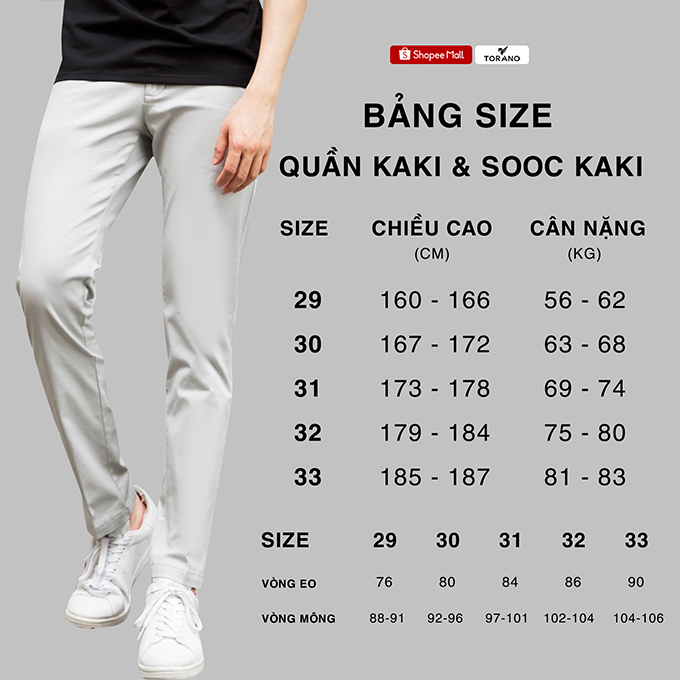 Shopee Mall TORANO
BẢNG SIZE
QUẦN KAKI & SOOC KAKI
SIZE CHIỀU CAO CÂN NẶNG
(CM) (KG)
29 160 - 166 56 - 62
30 167 - 172 63 - 68
31 173 - 178 69 - 74
32 179 - 184 75 - 80
33 185 - 187 81 - 83
SIZE 29 30 31 32 33
VÒNG EO 76 80 84 86 90
VÒNG MÔNG 88-91 92-96 97-101 102-104 104-106